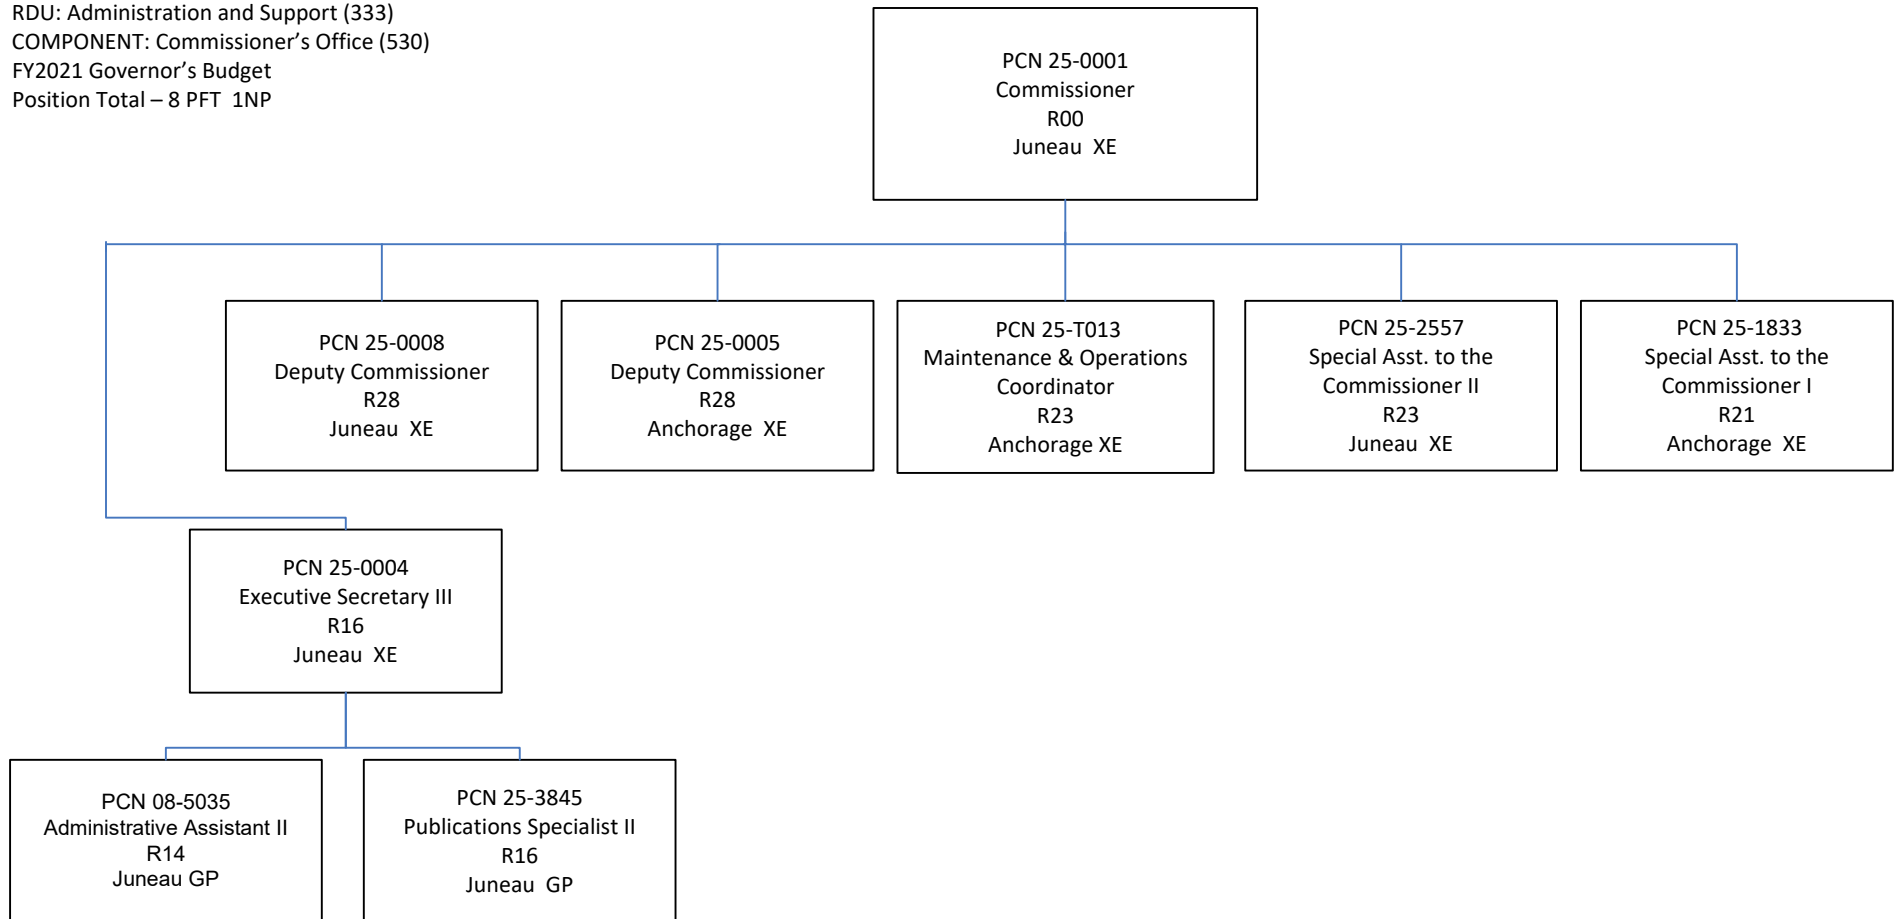 RDU: Administration and Support (333)
COMPONENT: Commissioner’s Office (530)
FY2021 Governor’s Budget
Position Total – 8 PFT  1NP
PCN 25-0001
Commissioner
R00
Juneau  XE
PCN 25-0008
Deputy Commissioner
R28
Juneau  XE
PCN 25-0005
Deputy Commissioner
R28
Anchorage  XE
PCN 25-T013
Maintenance & Operations
Coordinator
R23
Anchorage XE
PCN 25-2557
Special Asst. to the
Commissioner II
R23
Juneau  XE
PCN 25-1833
Special Asst. to the
Commissioner I
R21
Anchorage  XE
PCN 25-0004
Executive Secretary III
R16
Juneau  XE
PCN 08-5035
Administrative Assistant II
R14
Juneau GP
PCN 25-3845
Publications Specialist II
R16
Juneau  GP